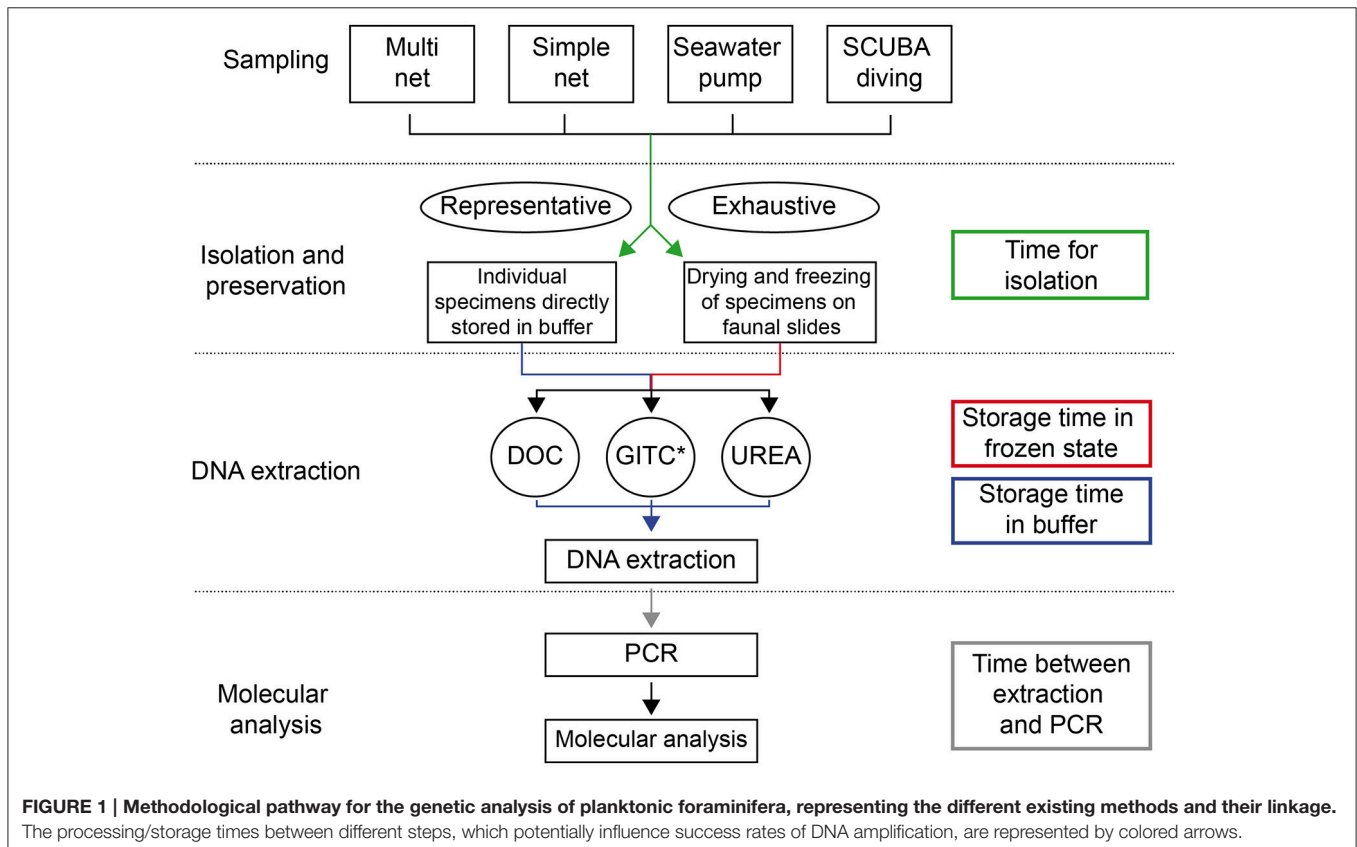 Sampling
Multi
net
Simple
net
Seawater
pump
SCUBA
diving
Isolation and
preservation
Representative
Exhaustive
Individual
specimens directly
stored in buffer
Drying and freezing
of specimens on
faunal slides
Time for
isolation
DNA extraction
DOC
GITC*
UREA
DNA extraction
Storage time in
frozen state
Storage time
in buffer
Molecular
analysis
PCR
Molecular analysis
Time between
extraction
and PCR
FIGURE 1 | Methodological pathway for the genetic analysis of planktonic foraminifera, representing the different existing methods and their linkage.
The processing/storage times between different steps, which potentially influence success rates of DNA amplification, are represented by colored arrows.